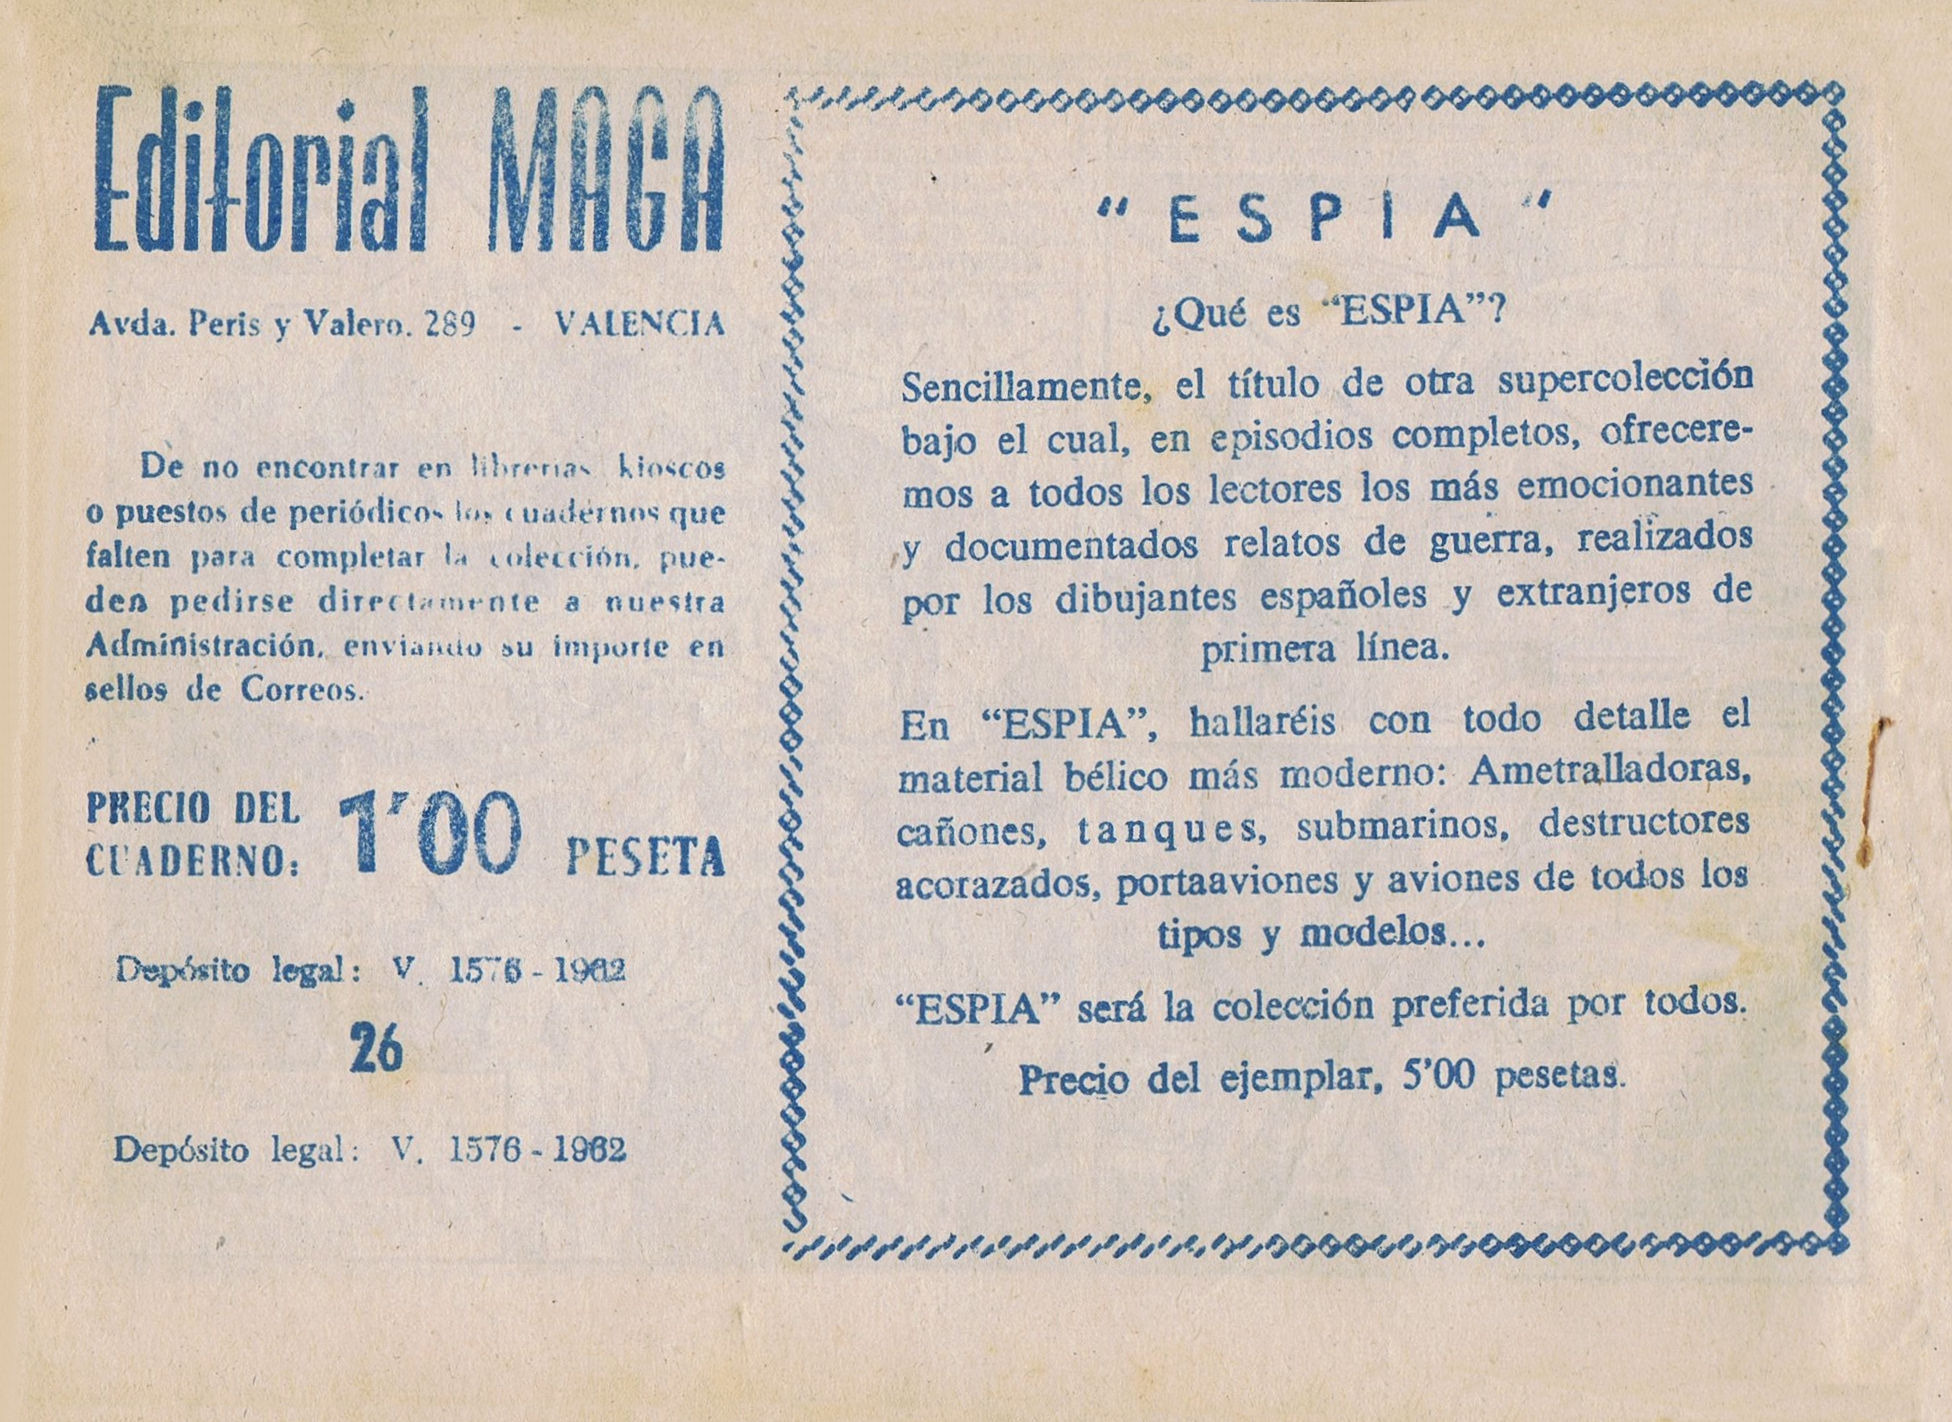 Editorial MAGA
Avda. Peris y Valero. 289 - VALENCIA
De no encontrar en librerias kioscos
o puestos de periódicos los cuadernos que
falten para completar la colección, pue-
den pedirse directamente a nuestra
Administración, enviando su importe en
sellos de Correos.
PRECIO DEL
CUADERNO: 1'00 PESETA
Depósito legal: V. 1576-1962
26
Depósito legal: V. 1576-1962
"ESPIA"
¿Qué es “ESPIA”?
Sencillamente, el título de otra supercolección
bajo el cual, en episodios completos, ofrecere-
mos a todos los lectores los más emocionantes
y documentados relatos de guerra, realizados
por los dibujantes españoles y extranjeros de
primera línea.
En “ESPIA”, hallaréis con todo detalle el
material bélico más moderno: Ametralladoras,
cañones, tanques, submarinos, destructores
acorazados, portaaviones y aviones de todos los
tipos y modelos...
“ESPIA” será la colección preferida por todos.
Precio del ejemplar, 5’00 pesetas.